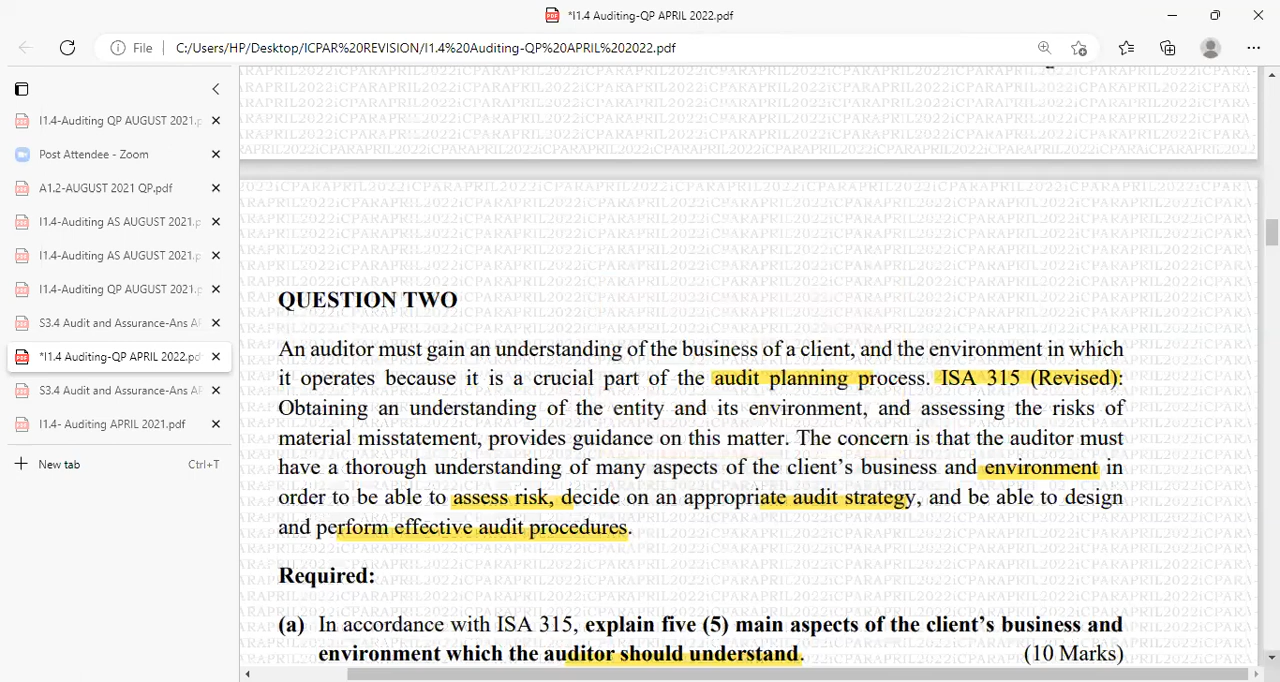 *I1.4 Auditing-QP APRIL 2022.pdf
File
C:/Users/HP/Desktop/ICPAR%20REVISION/I1.4%20Auditing-QP%20APRIL%202022.pdf
I1.4-Auditing QP AUGUST 2021.p
Post Attendee - Zoom
A1.2-AUGUST 2021 QP.pdf
I1.4-Auditing AS AUGUST 2021.p
I1.4-Auditing AS AUGUST 2021.p
I1.4-Auditing QP AUGUST 2021.p
S3.4 Audit and Assurance-Ans AF
*I1.4 Auditing-QP APRIL 2022.pd
S3.4 Audit and Assurance-Ans AF
I1.4- Auditing APRIL 2021.pdf
New tab Ctrl+T
QUESTION TWO
An auditor must gain an understanding of the business of a client, and the environment in which
it operates because it is a crucial part of the audit planning process. ISA 315 (Revised):
Obtaining an understanding of the entity and its environment, and assessing the risks of
material misstatement, provides guidance on this matter. The concern is that the auditor must
have a thorough understanding of many aspects of the client's business and environment in
order to be able to assess risk, decide on an appropriate audit strategy, and be able to design
and perform effective audit procedures.
Required:
(a) In accordance with ISA 315, explain five (5) main aspects of the client's business and
environment which the auditor should understand. (10 Marks)